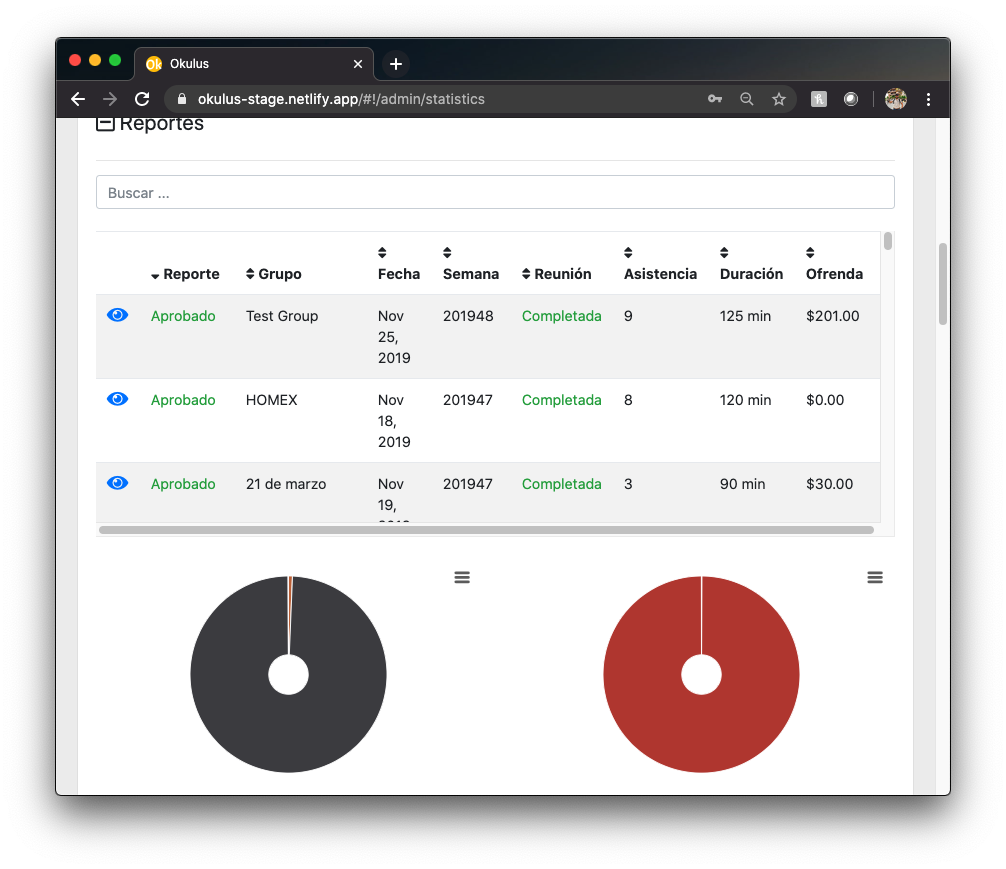 Okulus
okulus-stage.netlify.app/#!/admin/statistics
Reportes
Buscar ...
Reporte Grupo Fecha Semana Reunión Asistencia Duración Ofrenda
Aprobado Test Group Nov 201948 Completada 9 125 min $201.00
25,
2019
Aprobado HOMEX Nov 201947 Completada 8 120 min $0.00
18,
2019
Aprobado 21 de marzo Nov 201947 Completada 3 90 min $30.00
19,